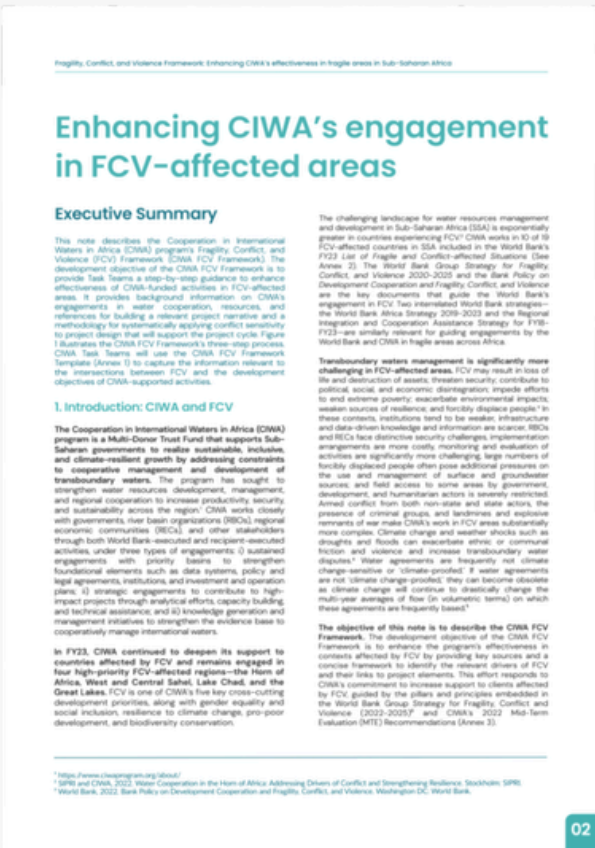 Fragility, Conflict, and Violence Framework: Enhancing CIWA's effectiveness in fragile areas in Sub-Saharan Africa
Enhancing CIWA's engagement
in FCV-affected areas
Executive Summary
This note describes the Cooperation in International
Waters in Africa (CIWA) program's Fragility, Conflict, and
Violence (FCV) Framework (CIWA FCV Framework). The
development objective of the CIWA FCV Framework is to
provide Task Teams a step-by-step guidance to enhance
effectiveness of CIWA-funded activities in FCV-affected
areas. It provides background information on CIWA's
engagements in water cooperation, resources, and
references for building a relevant project narrative and a
methodology for systematically applying conflict sensitivity
to project design that will support the project cycle. Figure
1 illustrates the CIWA FCV Framework's three-step process.
CIWA Task Teams will use the CIWA FCV Framework
Template (Annex 1) to capture the information relevant to
the intersections between FCV and the development
objectives of CIWA-supported activities.
1. Introduction: CIWA and FCV
The Cooperation in International Waters in Africa (CIWA)
program is a Multi-Donor Trust Fund that supports Sub-
Saharan governments to realize sustainable, inclusive,
and climate-resilient growth by addressing constraints
to cooperative management and development of
transboundary waters. The program has sought to
strengthen water resources development, management,
and regional cooperation to increase productivity, security,
and sustainability across the region. CIWA works closely
with governments, river basin organizations (RBOs), regional
economic communities (RECs), and other stakeholders
through both World Bank-executed and recipient-executed
activities, under three types of engagements: i) sustained
engagements with priority basins to strengthen
foundational elements such as data systems, policy and
legal agreements, institutions, and investment and operation
plans; ii) strategic engagements to contribute to high-
impact projects through analytical efforts, capacity building,
and technical assistance; and iii) knowledge generation and
management initiatives to strengthen the evidence base to
cooperatively manage international waters.
In FY23, CIWA continued to deepen its support to
countries affected by FCV and remains engaged in
four high-priority FCV-affected regions—the Horn of
Africa, West and Central Sahel, Lake Chad, and the
Great Lakes. FCV is one of CIWA's five key cross-cutting
development priorities, along with gender equality and
social inclusion, resilience to climate change, pro-poor
development, and biodiversity conservation.
The challenging landscape for water resources management
and development in Sub-Saharan Africa (SSA) is exponentially
greater in countries experiencing FCV. CIWA works in 10 of 19
FCV-affected countries in SSA included in the World Bank's
FY23 List of Fragile and Conflict-affected Situations (See
Annex 2). The World Bank Group Strategy for Fragility,
Conflict, and Violence 2020-2025 and the Bank Policy on
Development Cooperation and Fragility, Conflict, and Violence
are the key documents that guide the World Bank's
engagement in FCV. Two interrelated World Bank strategies—
the World Bank Africa Strategy 2019-2023 and the Regional
Integration and Cooperation Assistance Strategy for FY18-
FY23—are similarly relevant for guiding engagements by the
World Bank and CIWA in fragile areas across Africa.
Transboundary waters management is significantly more
challenging in FCV-affected areas. FCV may result in loss of
life and destruction of assets; threaten security; contribute to
political, social, and economic disintegration; impede efforts
to end extreme poverty; exacerbate environmental impacts;
weaken sources of resilience; and forcibly displace people. In
these contexts, institutions tend to be weaker, infrastructure
and data-driven knowledge and information are scarcer, RBOs
and RECs face distinctive security challenges, implementation
arrangements are more costly, monitoring and evaluation of
activities are significantly more challenging, large numbers of
forcibly displaced people often pose additional pressures on
the use and management of surface and groundwater
sources; and field access to some areas by government,
development, and humanitarian actors is severely restricted.
Armed conflict from both non-state and state actors, the
presence of criminal groups, and landmines and explosive
remnants of war make CIWA's work in FCV areas substantially
more complex. Climate change and weather shocks such as
droughts and floods can exacerbate ethnic or communal
friction and violence and increase transboundary water
disputes. Water agreements are frequently not climate
change-sensitive or 'climate-proofed.' If water agreements
are not 'climate change-proofed,' they can become obsolete
as climate change will continue to drastically change the
multi-year averages of flow (in volumetric terms) on which
these agreements are frequently based.
The objective of this note is to describe the CIWA FCV
Framework. The development objective of the CIWA FCV
Framework is to enhance the program's effectiveness in
contexts affected by FCV by providing key sources and a
concise framework to identify the relevant drivers of FCV
and their links to project elements. This effort responds to
CIWA's commitment to increase support to clients affected
by FCV, guided by the pillars and principles embedded in
the World Bank Group Strategy for Fragility, Conflict and
Violence (2022-2025) and CIWA's 2022 Mid-Term
Evaluation (MTE) Recommendations (Annex 3).
https://www.ciwaprogram.org/about/
SIPRI and CIWA, 2022. Water Cooperation in the Horn of Africa: Addressing Drivers of Conflict and Strengthening Resilience. Stockholm: SIPRI.
World Bank, 2022. Bank Policy on Development Cooperation and Fragility, Conflict, and Violence. Washington DC: World Bank.
02